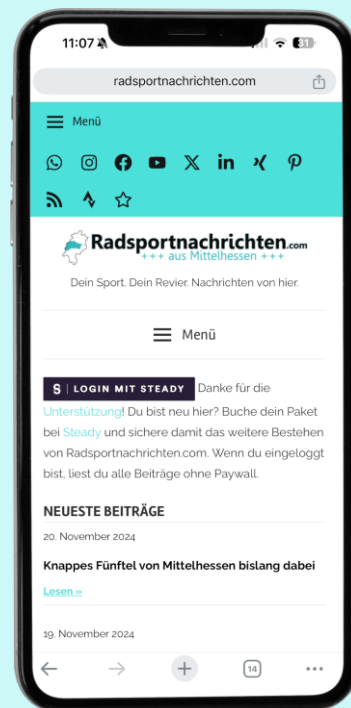 11:07
31
radsportnachrichten.com
Menü
Radsportnachrichten.com
+++ aus Mittelhessen +++
Dein Sport. Dein Revier. Nachrichten von hier.
Menü
S | LOGIN MIT STEADY Danke für die
Unterstützung! Du bist neu hier? Buche dein Paket
bei Steady und sichere damit das weitere Bestehen
von Radsportnachrichten.com. Wenn du eingeloggt
bist, liest du alle Beiträge ohne Paywall.
NEUESTE BEITRÄGE
20. November 2024
Knappes Fünftel von Mittelhessen bislang dabei
Lesen »
19. November 2024
14